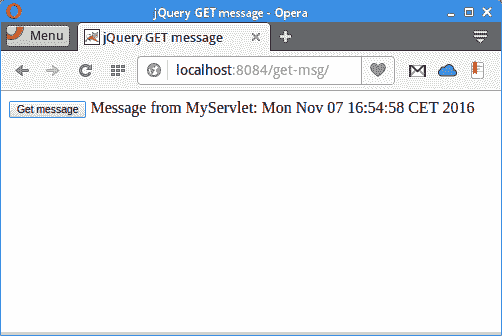 jQuery GET message - Opera
Menu
jQuery GET message
localhost:8084/get-msg/
Get message Message from MyServlet: Mon Nov 07 16:54:58 CET 2016